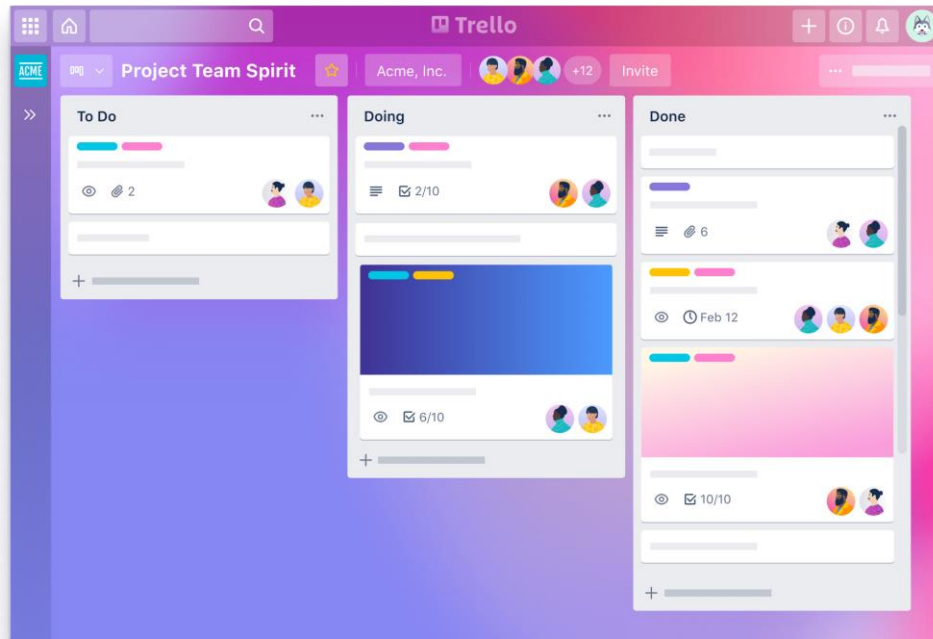 Trello
ACME
Project Team Spirit
Acme, Inc.
+12
Invite
To Do
2
Doing
2/10
6/10
Done
6
Feb 12
10/10